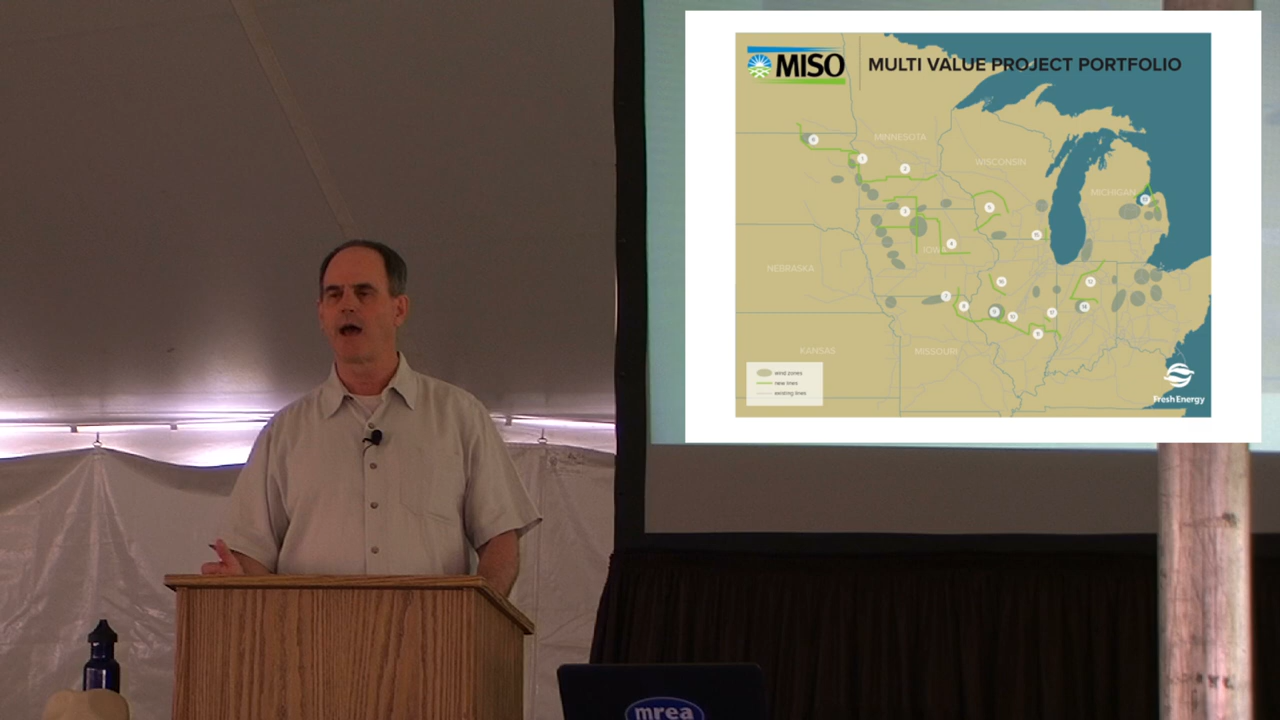 MISO
MULTI VALUE PROJECT PORTFOLIO
MINNESOTA
WISCONSIN
MICHIGAN
IOWA
NEBRASKA
KANSAS
MISSOURI
wind zones
new lines
existing lines
Fresh Energy
mrea